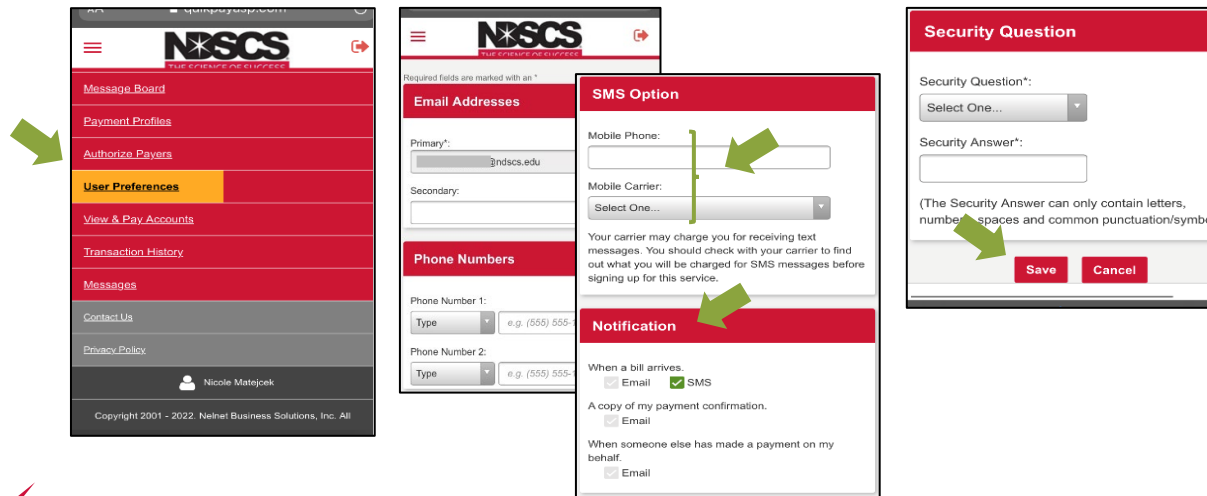 quikpayasp.com
NDSCS
THE SCIENCE OF SUCCESS
Message Board
Payment Profiles
Authorize Payers
User Preferences
View & Pay Accounts
Transaction History
Messages
Contact Us
Privacy Policy
Nicole Matejcek
Copyright 2001 - 2022. Nelnet Business Solutions, Inc. All
NDSCS
THE SCIENCE OF SUCCESS
Required fields are marked with an *
Email Addresses
Primary*:
@ndscs.edu
Secondary:
Phone Numbers
Phone Number 1:
Type e.g. (555) 555-1
Phone Number 2:
Type e.g. (555) 555-1
SMS Option
Mobile Phone:
Mobile Carrier:
Select One...
Your carrier may charge you for receiving text
messages. You should check with your carrier to find
out what you will be charged for SMS messages before
signing up for this service.
Notification
When a bill arrives.
Email SMS
A copy of my payment confirmation.
Email
When someone else has made a payment on my
behalf.
Email
Security Question
Security Question*:
Select One...
Security Answer*:
(The Security Answer can only contain letters,
spaces and common punctuation/symbo
Save Cancel